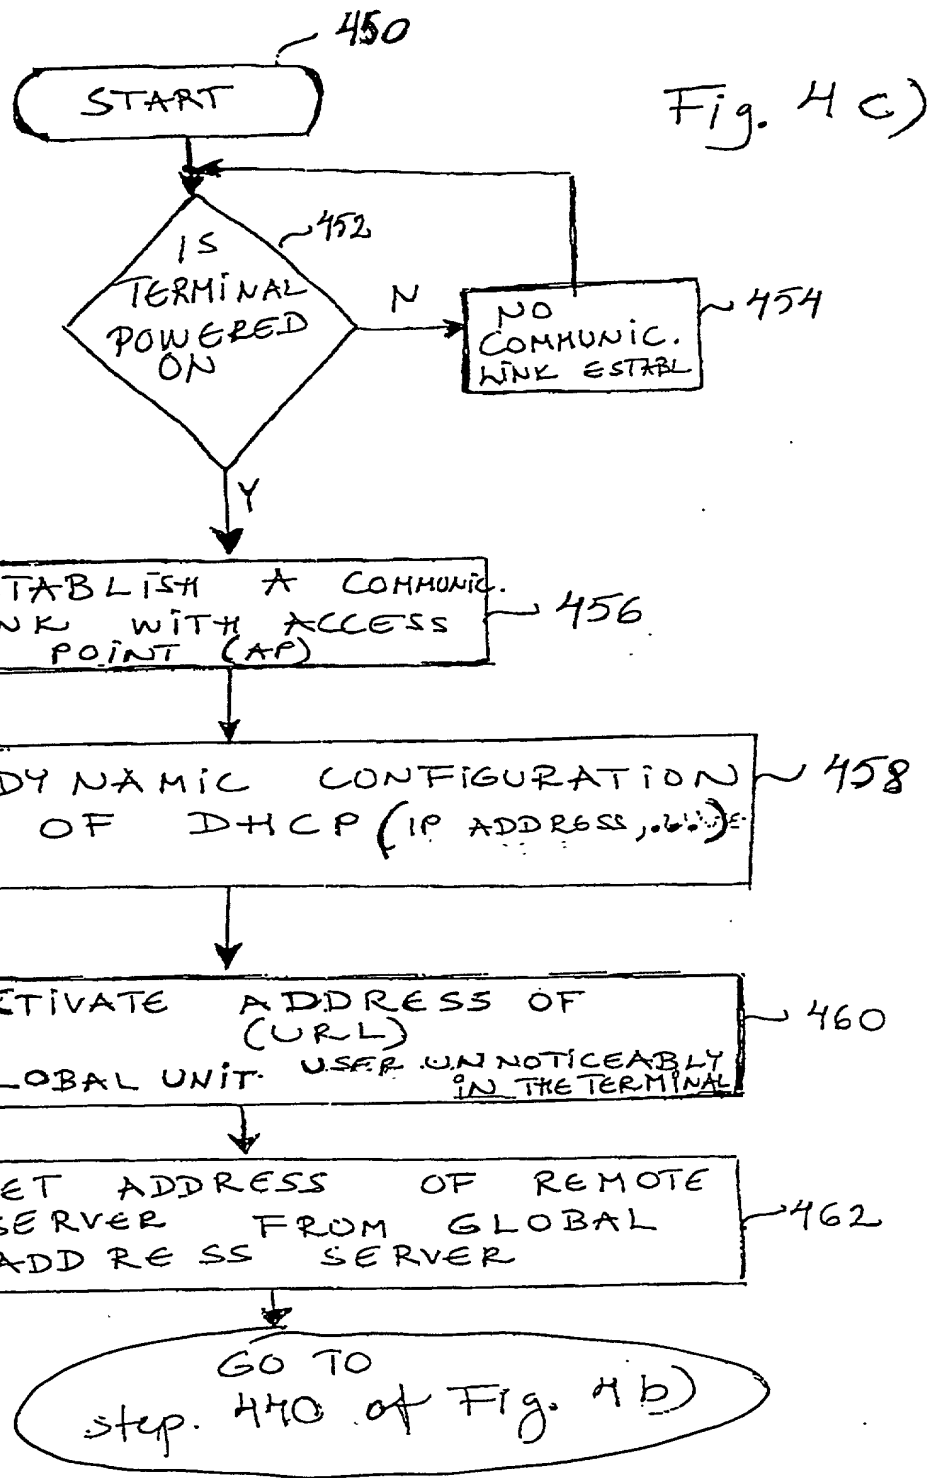 450
START
Fig. 4 c)
452
IS
TERMINAL
POWERED
ON
N
NO
COMMUNIC.
LINK ESTABL
454
Y
TABLISH A COMMUNIC.
NK WITH ACCESS
POINT (AP)
456
DYNAMIC CONFIGURATION
OF DHCP (IP ADDRESS,
458
TIVATE ADDRESS OF
(URL)
LOBAL UNIT. USER UNNOTICEABLY
IN THE TERMINAL
460
ET ADDRESS OF REMOTE
SERVER FROM GLOBAL
ADDRESS SERVER
462
GO TO
step. 440 of Fig. 4 b)